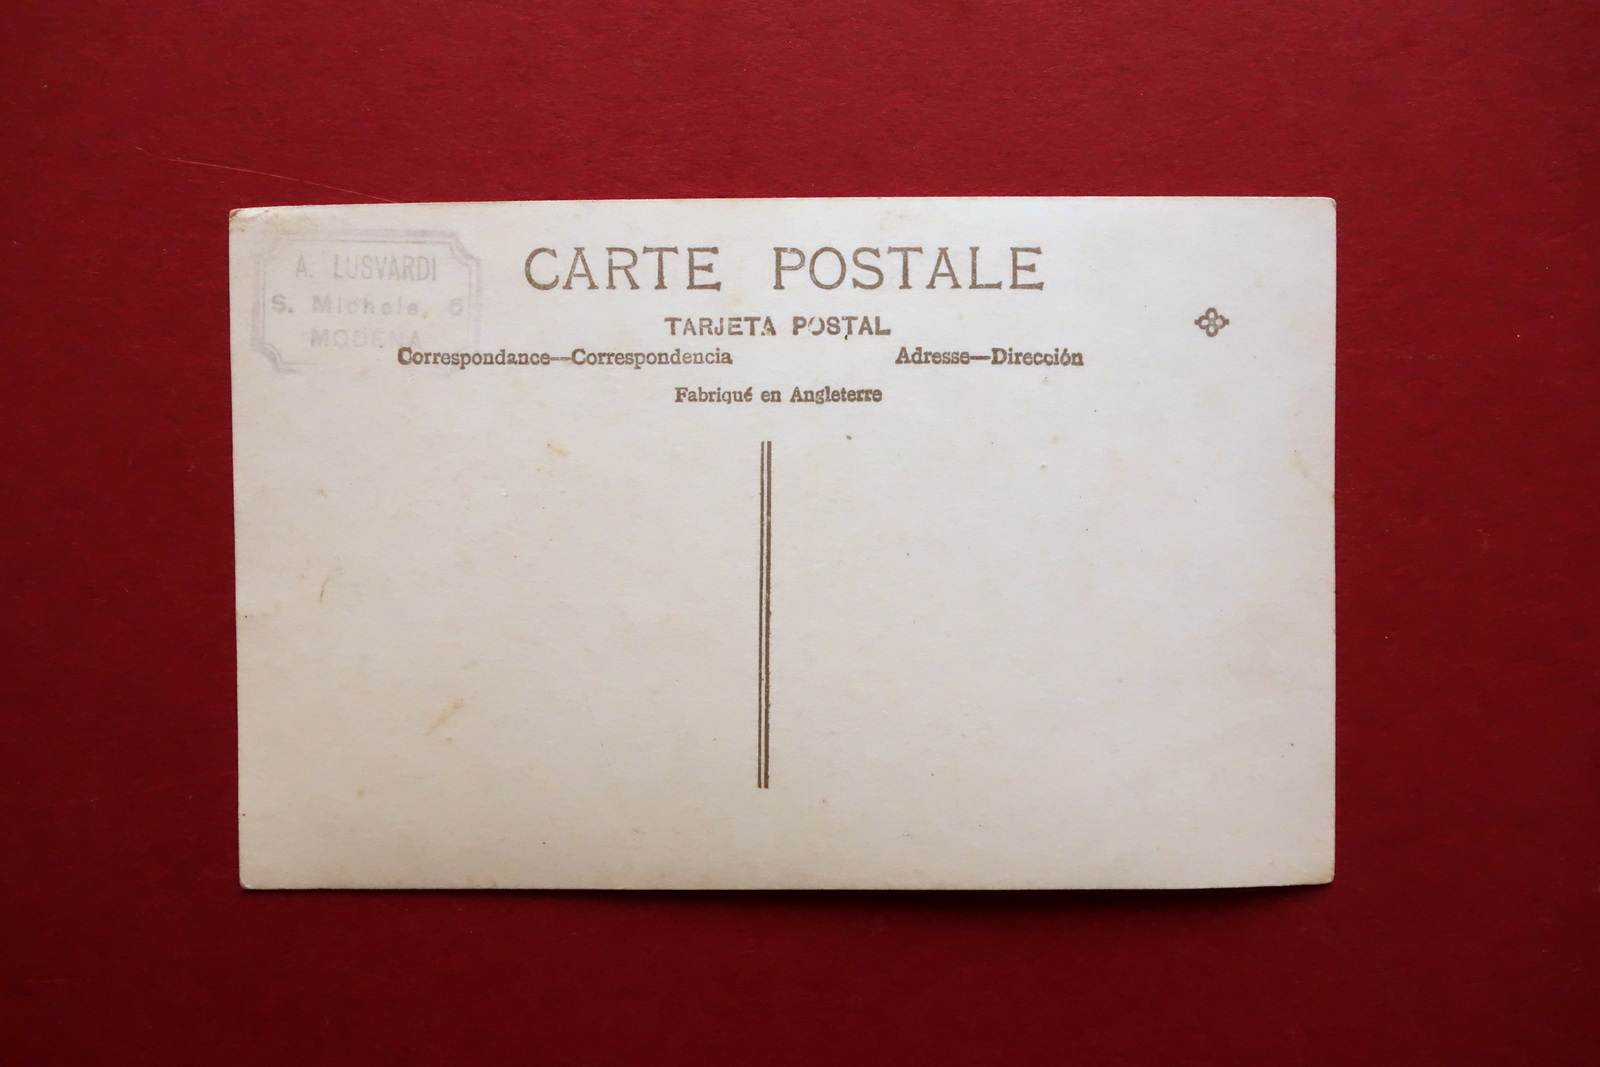 A. LUSVARDI
S. Michele, 6
MODENA
CARTE POSTALE
TARJETA POSTAL
Correspondance—Correspondencia
Adresse—Dirección
Fabriqué en Angleterre